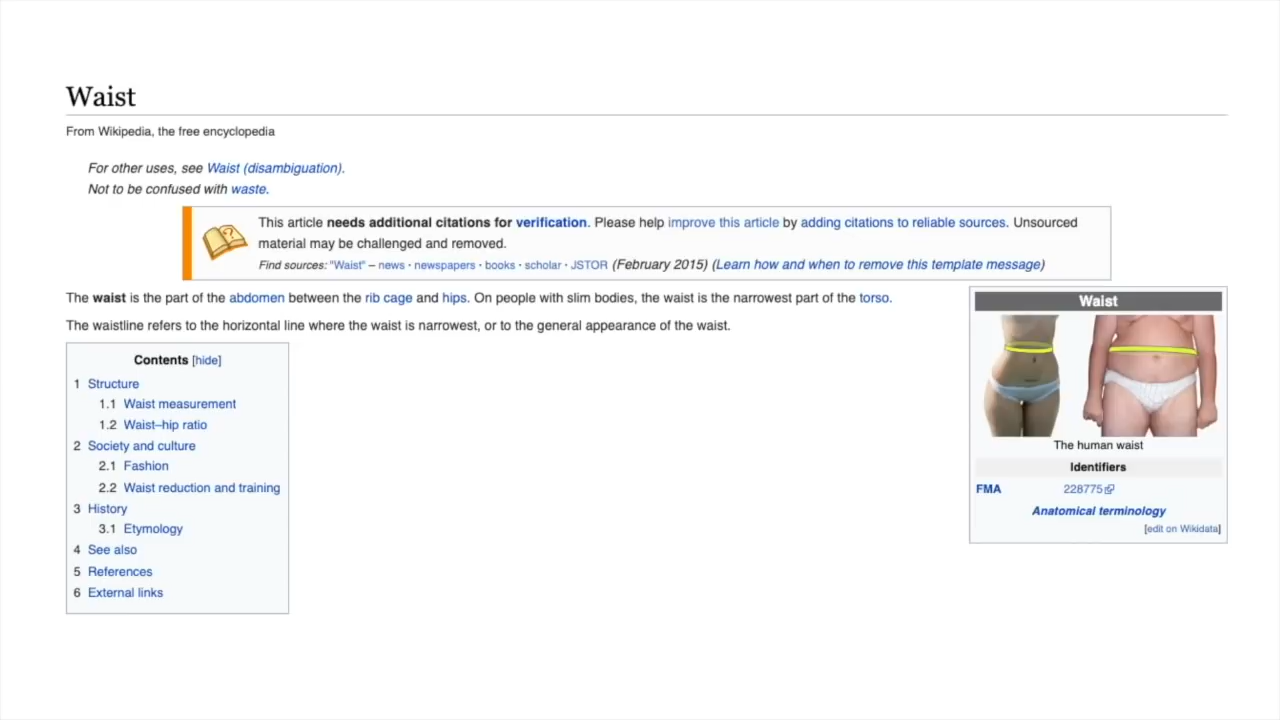 Waist
From Wikipedia, the free encyclopedia
For other uses, see Waist (disambiguation).
Not to be confused with waste.
This article needs additional citations for verification. Please help improve this article by adding citations to reliable sources. Unsourced
material may be challenged and removed.
Find sources: "Waist" – news · newspapers · books · scholar · JSTOR (February 2015) (Learn how and when to remove this template message)
The waist is the part of the abdomen between the rib cage and hips. On people with slim bodies, the waist is the narrowest part of the torso.
The waistline refers to the horizontal line where the waist is narrowest, or to the general appearance of the waist.
Contents [hide]
1 Structure
1.1 Waist measurement
1.2 Waist–hip ratio
2 Society and culture
2.1 Fashion
2.2 Waist reduction and training
3 History
3.1 Etymology
4 See also
5 References
6 External links
Waist
The human waist
Identifiers
FMA 228775
Anatomical terminology
[edit on Wikidata]